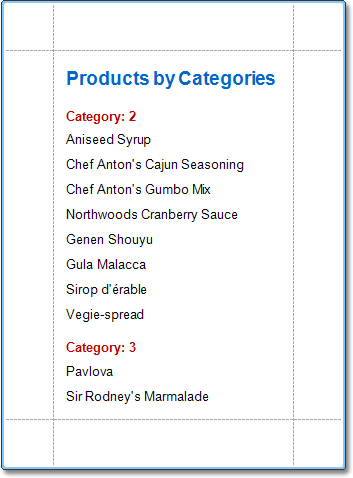 Products by Categories
Category: 2
Aniseed Syrup
Chef Anton's Cajun Seasoning
Chef Anton's Gumbo Mix
Northwoods Cranberry Sauce
Genen Shouyu
Gula Malacca
Sirop d'érable
Vegie-spread
Category: 3
Pavlova
Sir Rodney's Marmalade